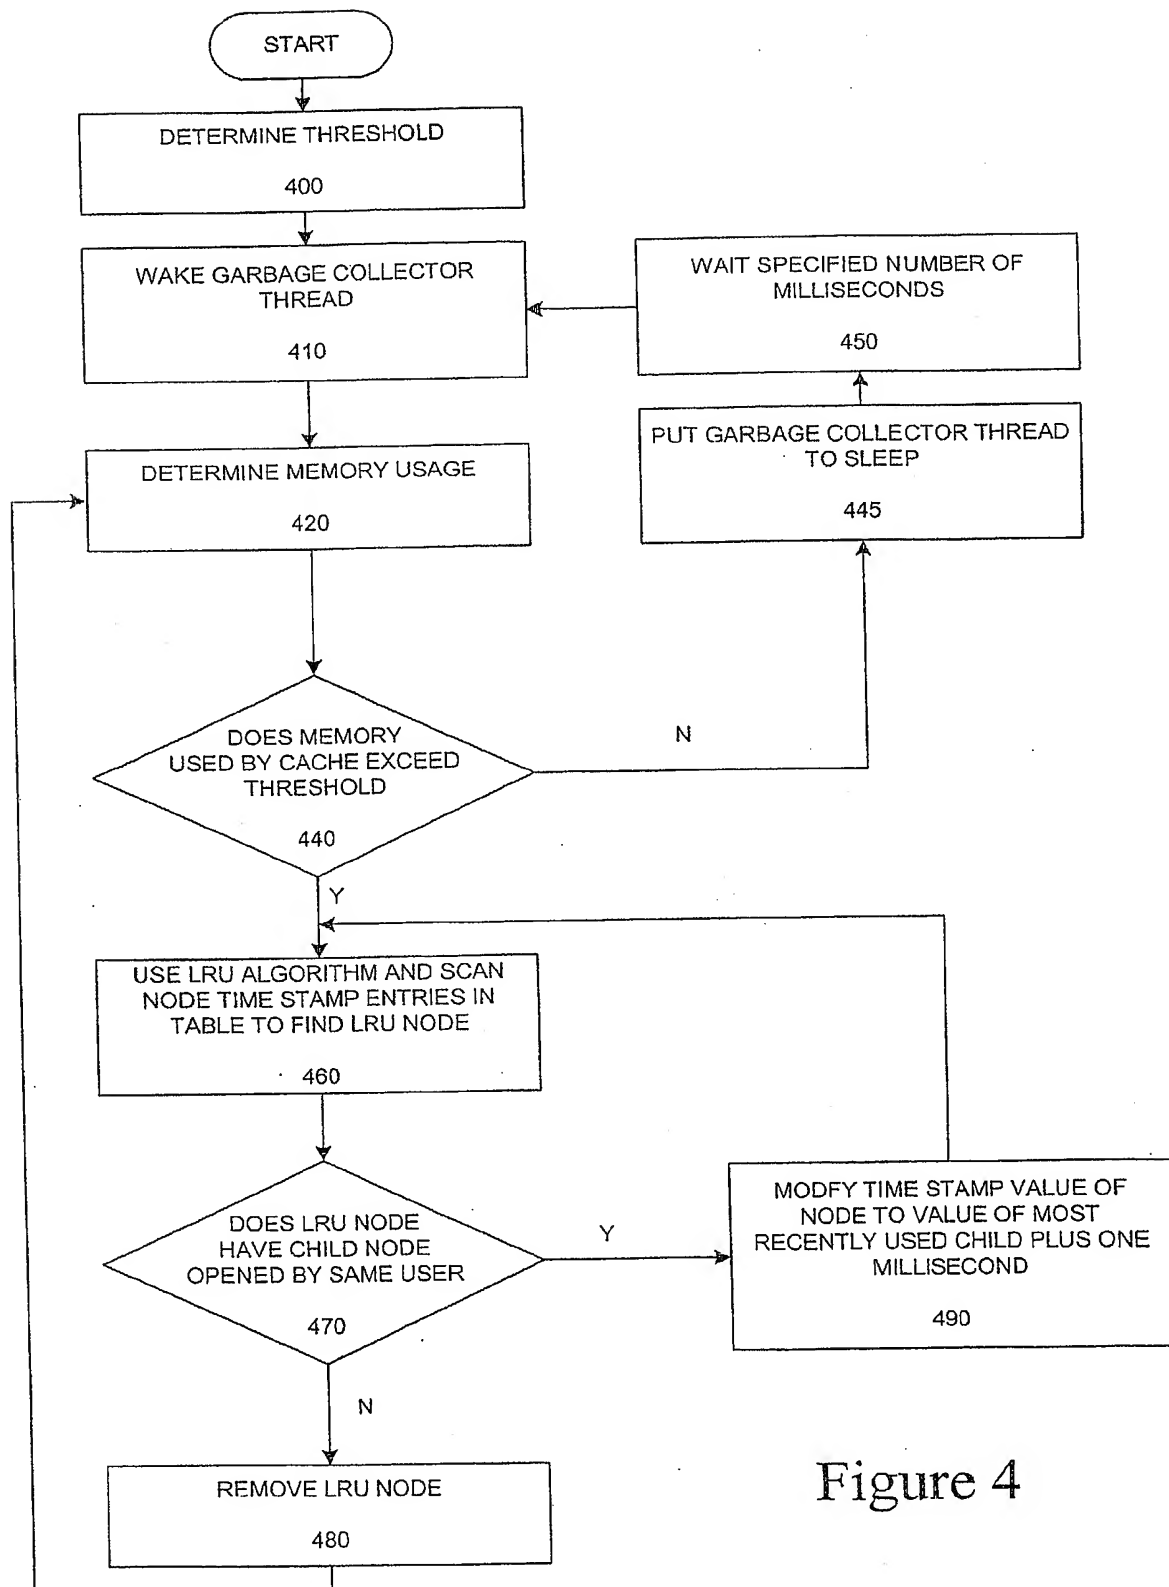 START
DETERMINE THRESHOLD
400
WAKE GARBAGE COLLECTOR
THREAD
410
WAIT SPECIFIED NUMBER OF
MILLISECONDS
450
PUT GARBAGE COLLECTOR THREAD
TO SLEEP
445
DETERMINE MEMORY USAGE
420
DOES MEMORY
USED BY CACHE EXCEED
THRESHOLD
440
N
Y
USE LRU ALGORITHM AND SCAN
NODE TIME STAMP ENTRIES IN
TABLE TO FIND LRU NODE
460
DOES LRU NODE
HAVE CHILD NODE
OPENED BY SAME USER
470
Y
MODFY TIME STAMP VALUE OF
NODE TO VALUE OF MOST
RECENTLY USED CHILD PLUS ONE
MILLISECOND
490
N
REMOVE LRU NODE
480
Figure 4